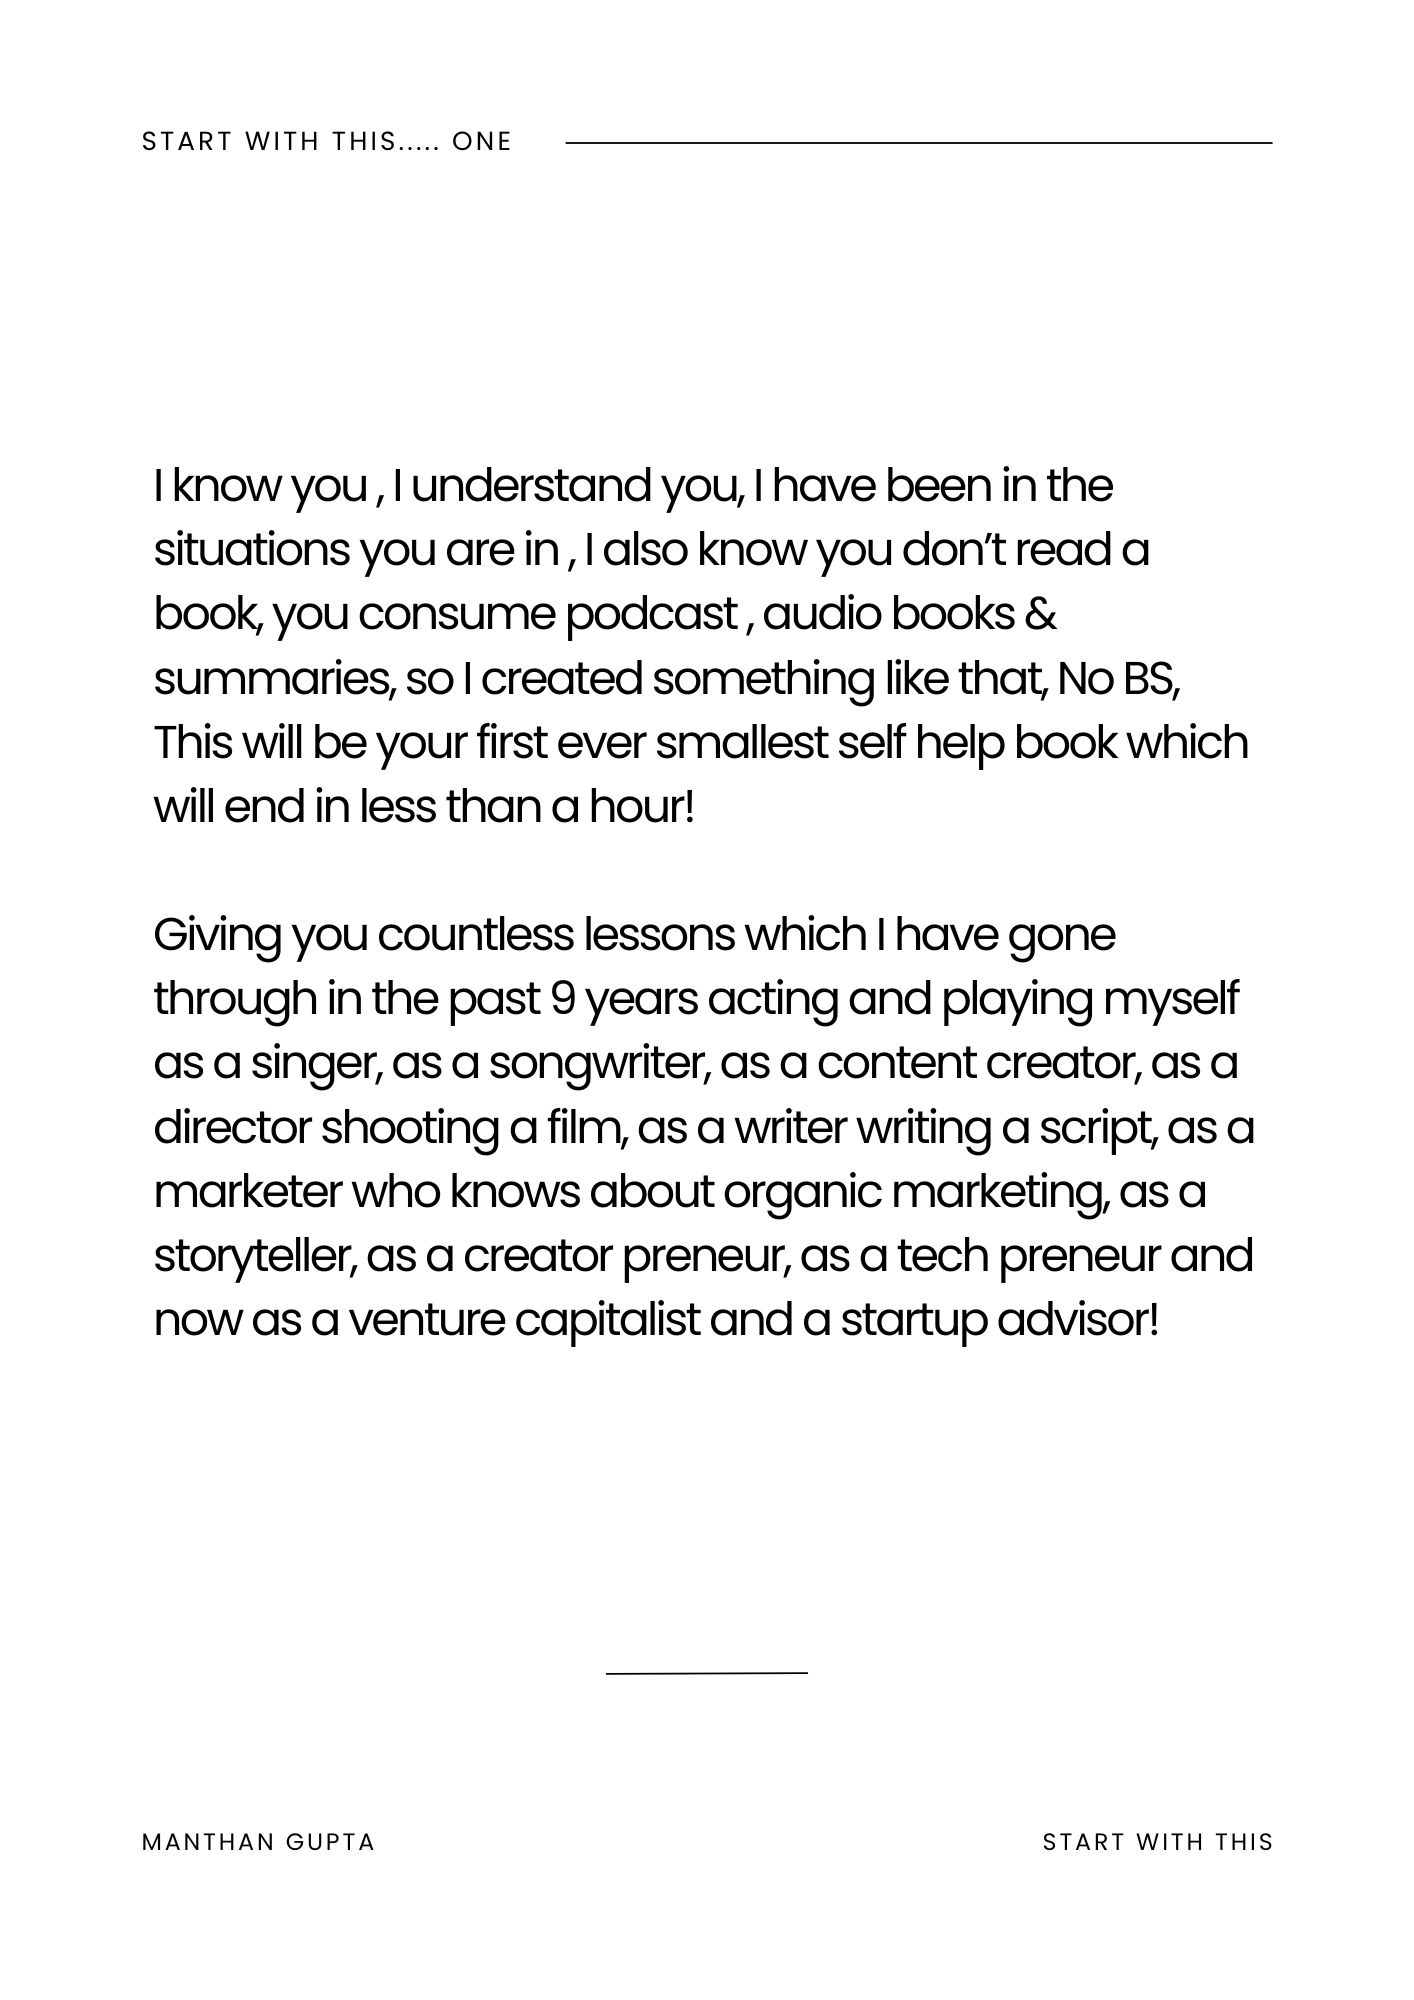 START WITH THIS..... ONE
I know you , I understand you, I have been in the
situations you are in , I also know you don’t read a
book, you consume podcast , audio books &
summaries, so I created something like that, No BS,
This will be your first ever smallest self help book which
will end in less than a hour!
Giving you countless lessons which I have gone
through in the past 9 years acting and playing myself
as a singer, as a songwriter, as a content creator, as a
director shooting a film, as a writer writing a script, as a
marketer who knows about organic marketing, as a
storyteller, as a creator preneur, as a tech preneur and
now as a venture capitalist and a startup advisor!
MANTHAN GUPTA
START WITH THIS